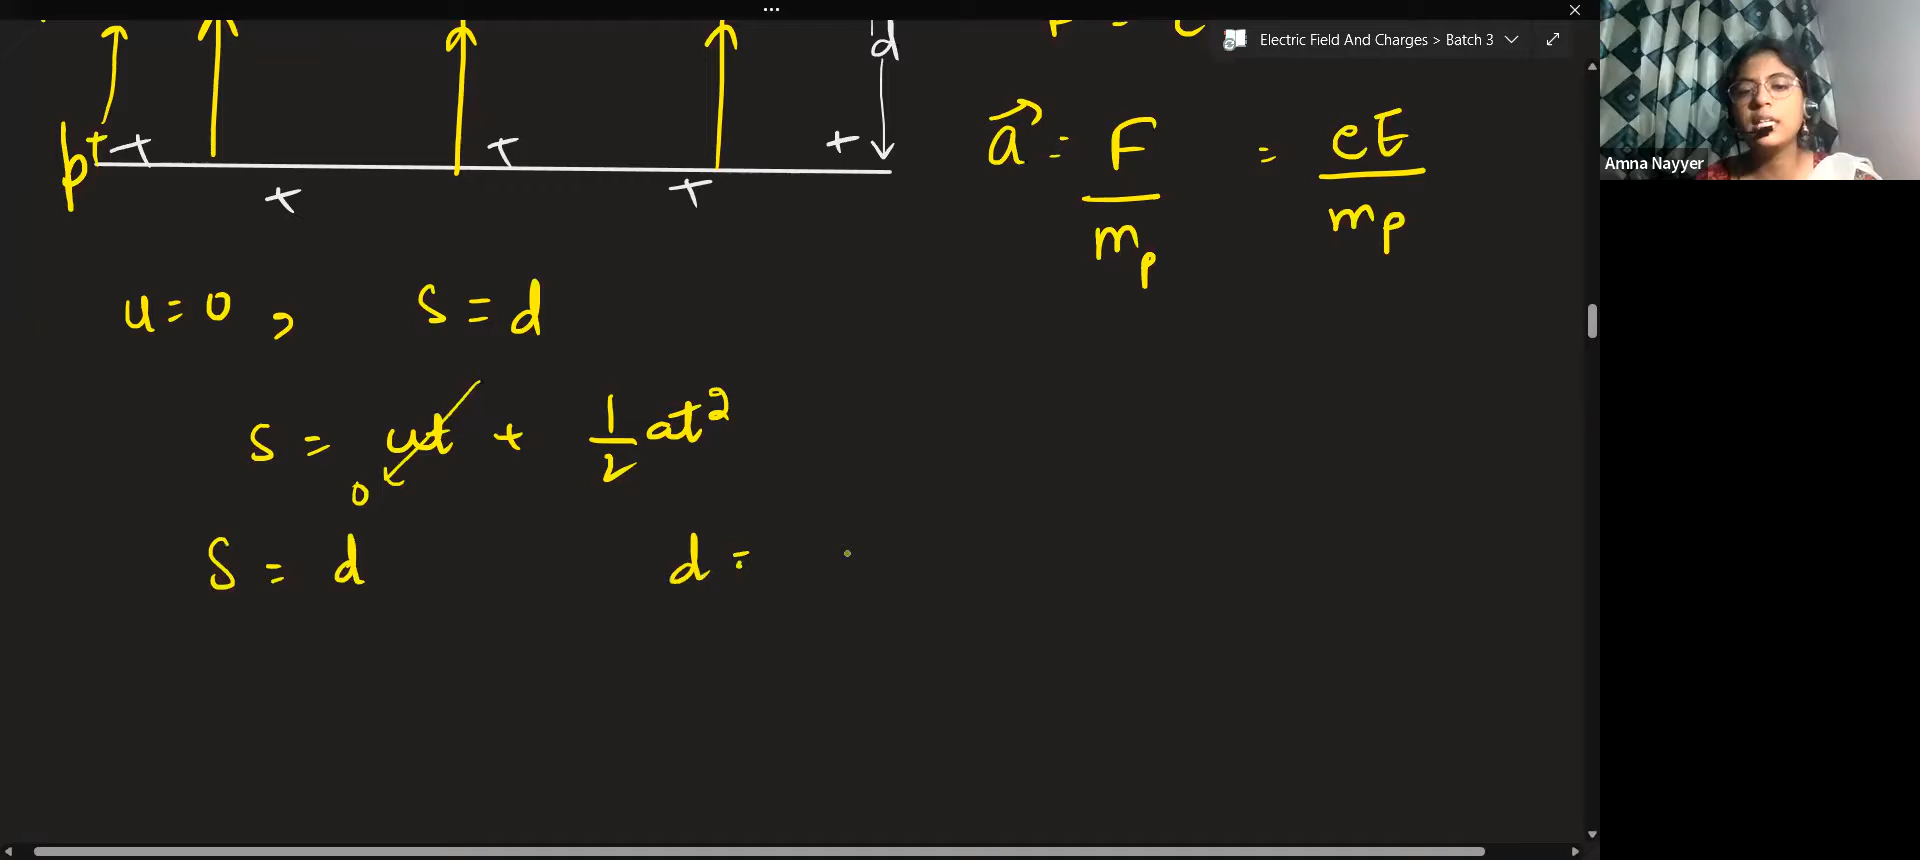 Electric Field And Charges > Batch 3
d
p⁺ + + + + +
a⃗ = F/mₚ = eE/mₚ
Amna Nayyer
u = 0 , s = d
s = ut + 1/2 at²
0
S = d d =